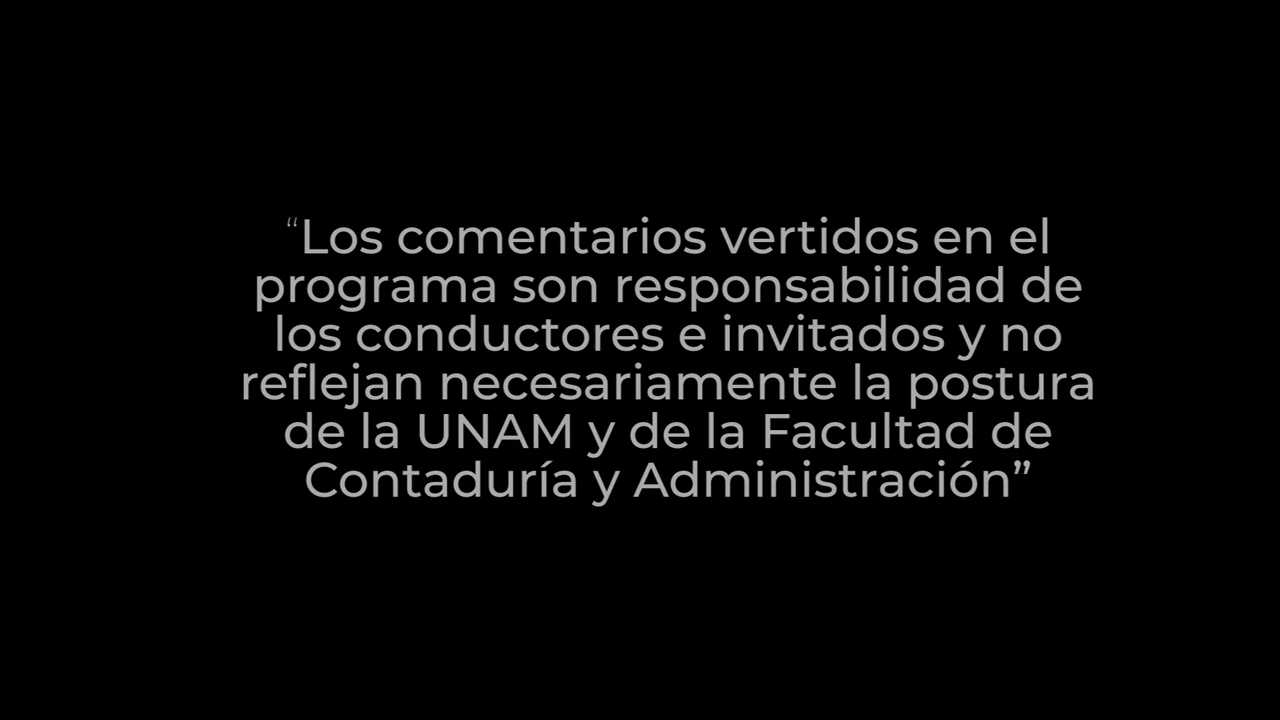 “Los comentarios vertidos en el
programa son responsabilidad de
los conductores e invitados y no
reflejan necesariamente la postura
de la UNAM y de la Facultad de
Contaduría y Administración”